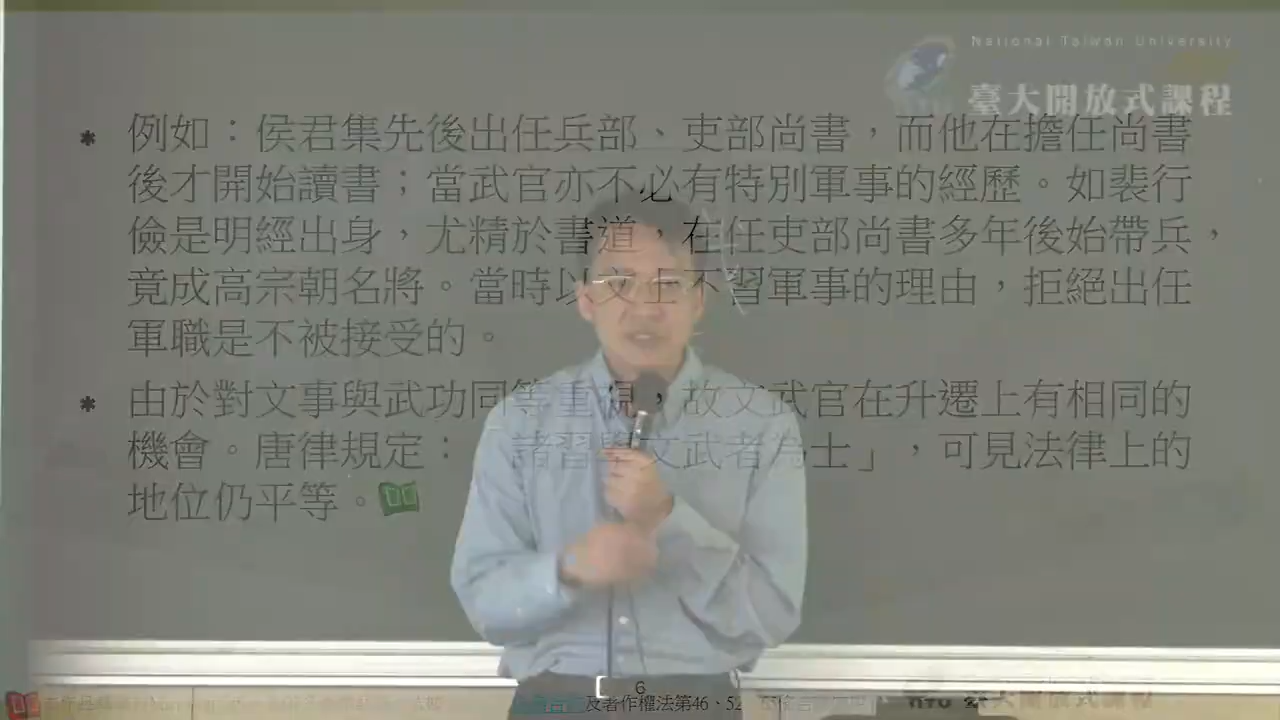 National Taiwan University
臺大開放式課程
* 例如：侯君集先後出任兵部、吏部尚書，而他在擔任尚書
後才開始讀書；當武官亦不必有特別軍事的經歷。如裴行
儉是明經出身，尤精於書道，在任吏部尚書多年後始帶兵，
竟成高宗朝名將。當時以文士不習軍事的理由，拒絕出任
軍職是不被接受的。
* 由於對文事與武功同等重視，故文武官在升遷上有相同的
機會。唐律規定：「諸習學文武者為士」，可見法律上的
地位仍平等。
6
及著作權法第46、52
臺大開放式課程